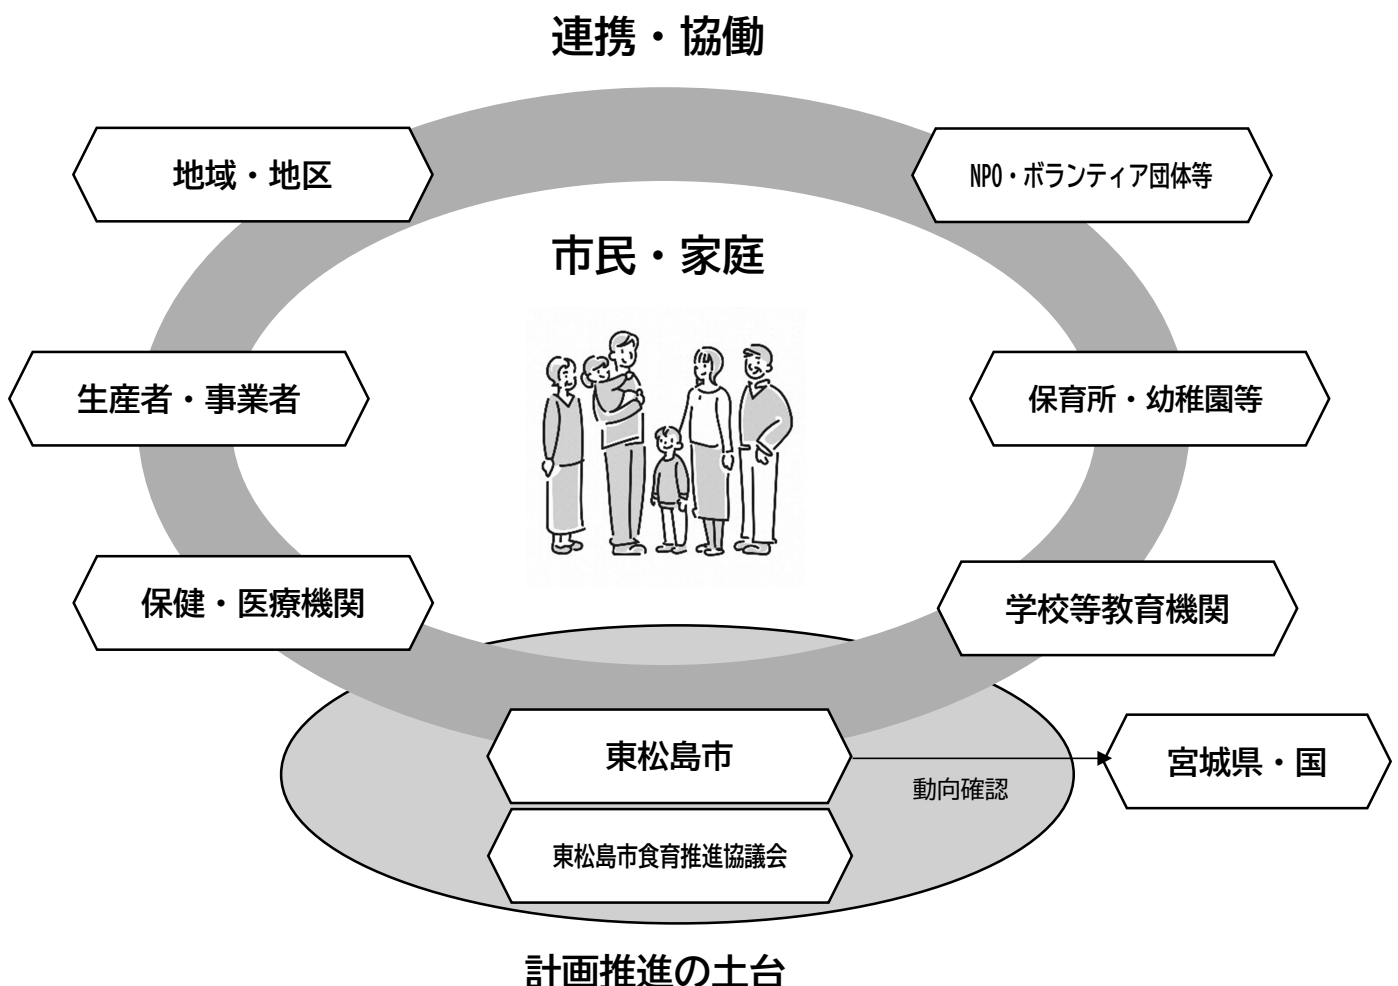 連携・協働
地域・地区
NPO・ボランティア団体等
市民・家庭
生産者・事業者
保育所・幼稚園等
保健・医療機関
学校等教育機関
東松島市
宮城県・国
動向確認
東松島市食育推進協議会
計画推進の土台